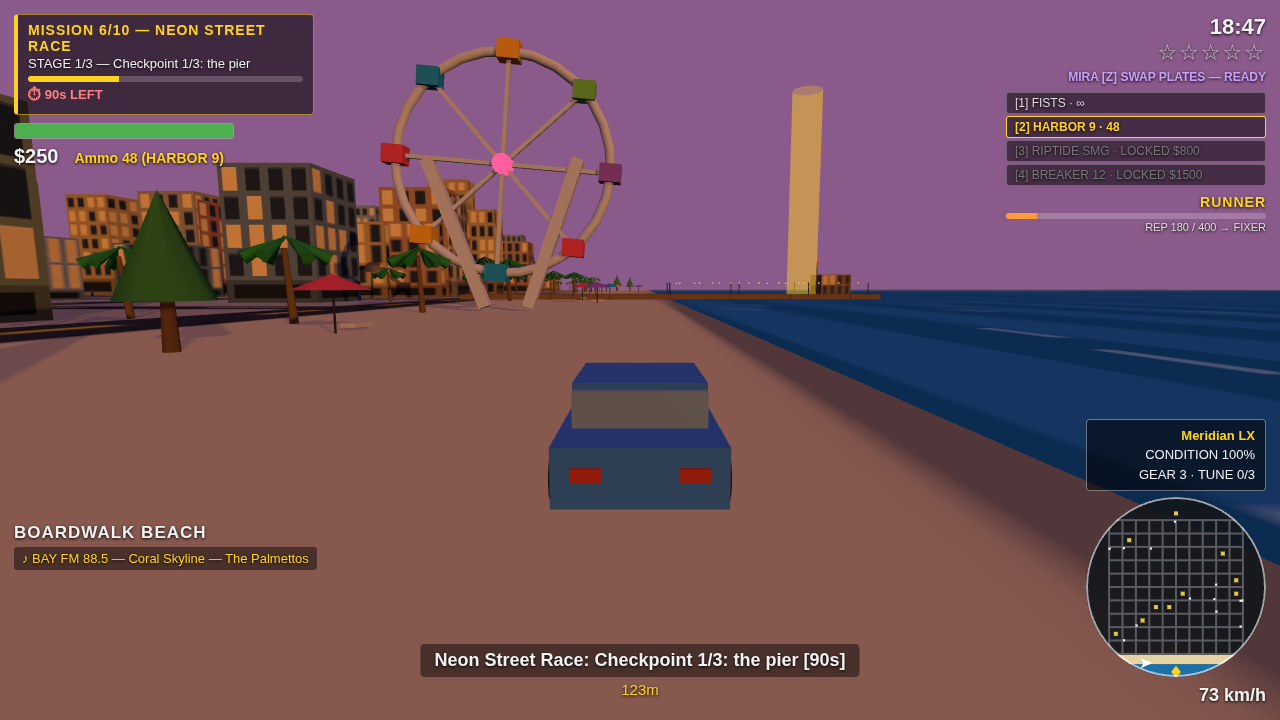 MISSION 6/10 — NEON STREET
RACE
STAGE 1/3 — Checkpoint 1/3: the pier
⏱ 90s LEFT
$250 Ammo 48 (HARBOR 9)
18:47
☆☆☆☆☆
MIRA [Z] SWAP PLATES — READY
[1] FISTS · ∞
[2] HARBOR 9 · 48
[3] RIPTIDE SMG · LOCKED $800
[4] BREAKER 12 · LOCKED $1500
RUNNER
REP 180 / 400 → FIXER
Meridian LX
CONDITION 100%
GEAR 3 · TUNE 0/3
BOARDWALK BEACH
♪ BAY FM 88.5 — Coral Skyline — The Palmettos
Neon Street Race: Checkpoint 1/3: the pier [90s]
123m
73 km/h